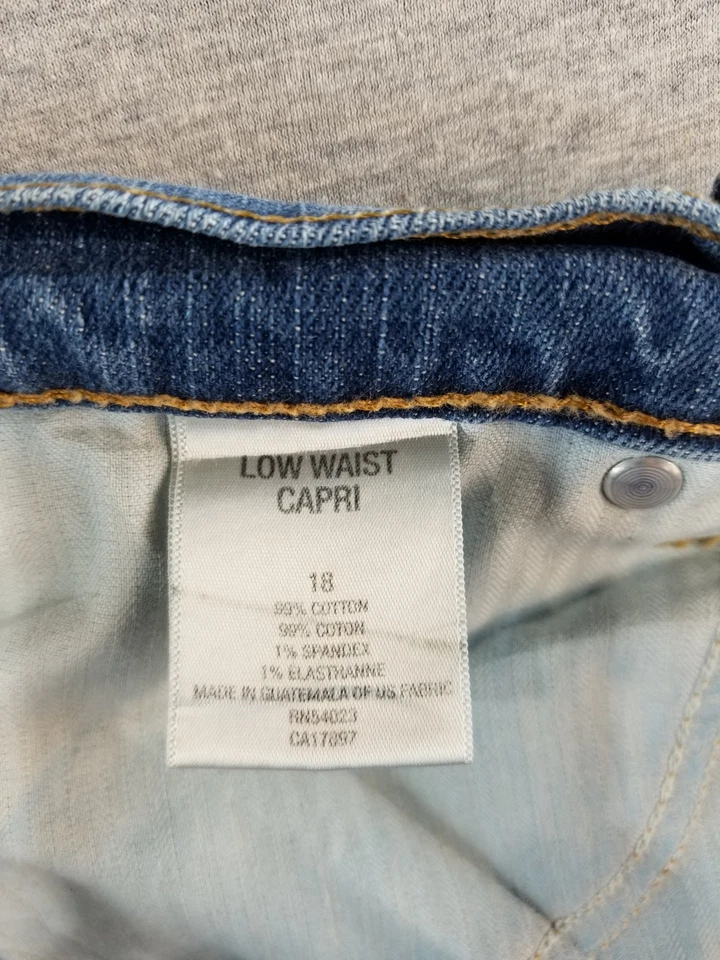 LOW WAIST
CAPRI
18
99% COTTON
99% COTON
1% SPANDEX
1% ELASTHANNE
MADE IN GUATEMALA OF US FABRIC
RN54023
CA17897